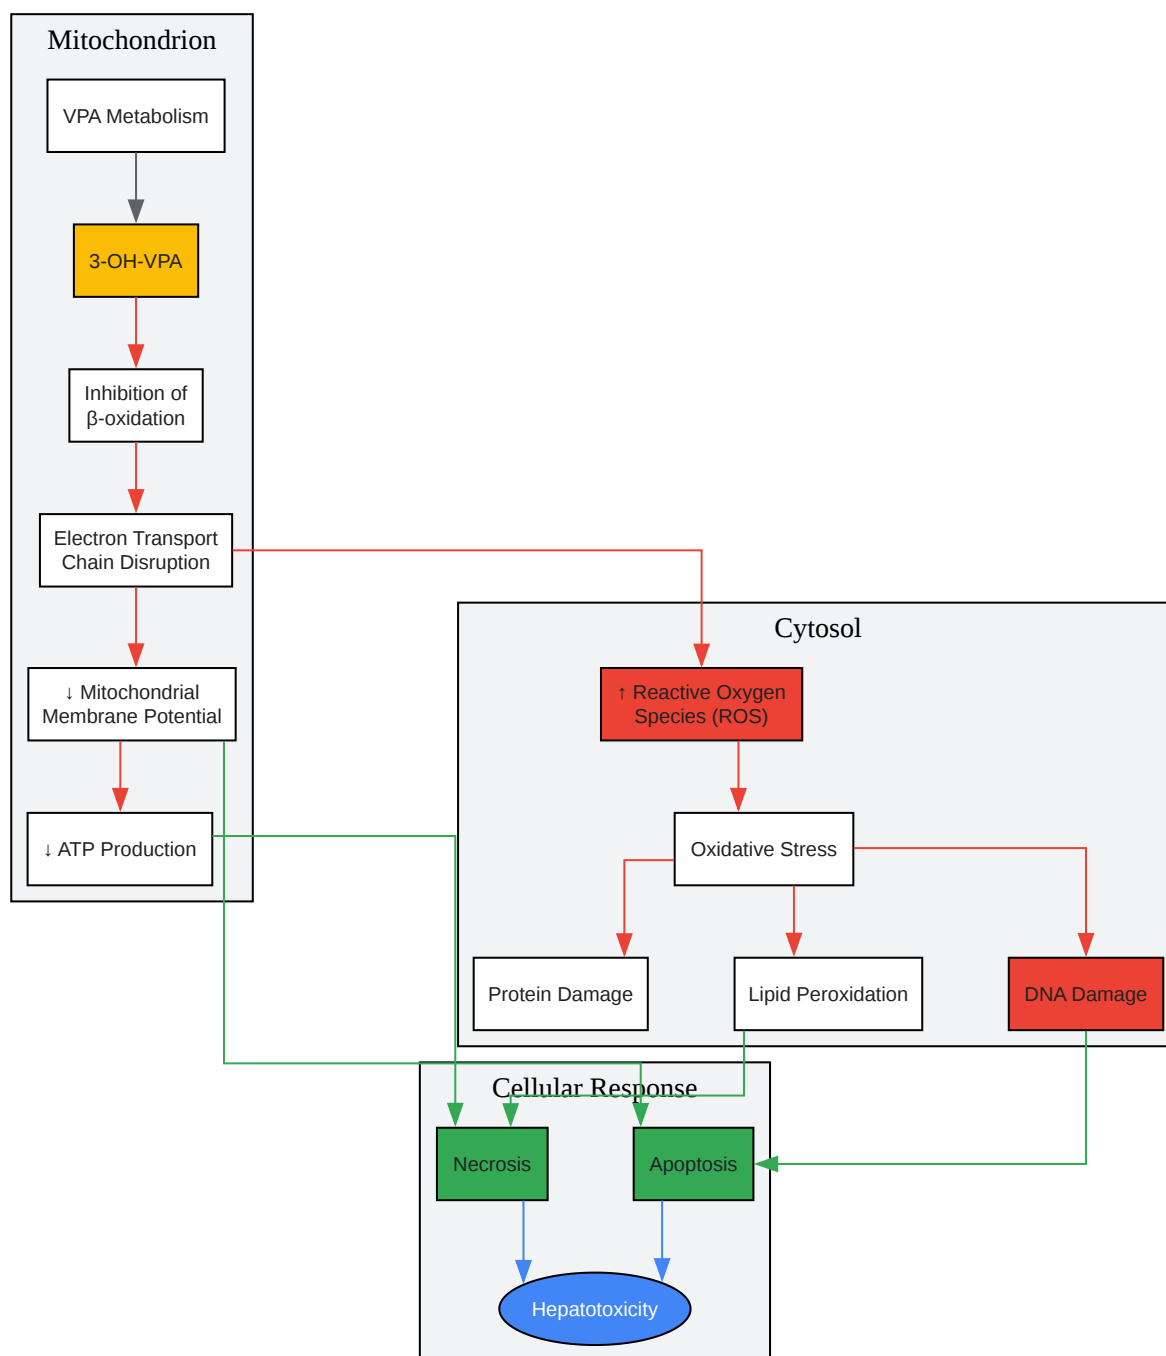 Mitochondrion
VPA Metabolism
3-OH-VPA
Inhibition of
β-oxidation
Electron Transport
Chain Disruption
↓ Mitochondrial
Membrane Potential
↓ ATP Production
Cytosol
↑ Reactive Oxygen
Species (ROS)
Oxidative Stress
Protein Damage
Lipid Peroxidation
DNA Damage
Cellular Response
Necrosis
Apoptosis
Hepatotoxicity